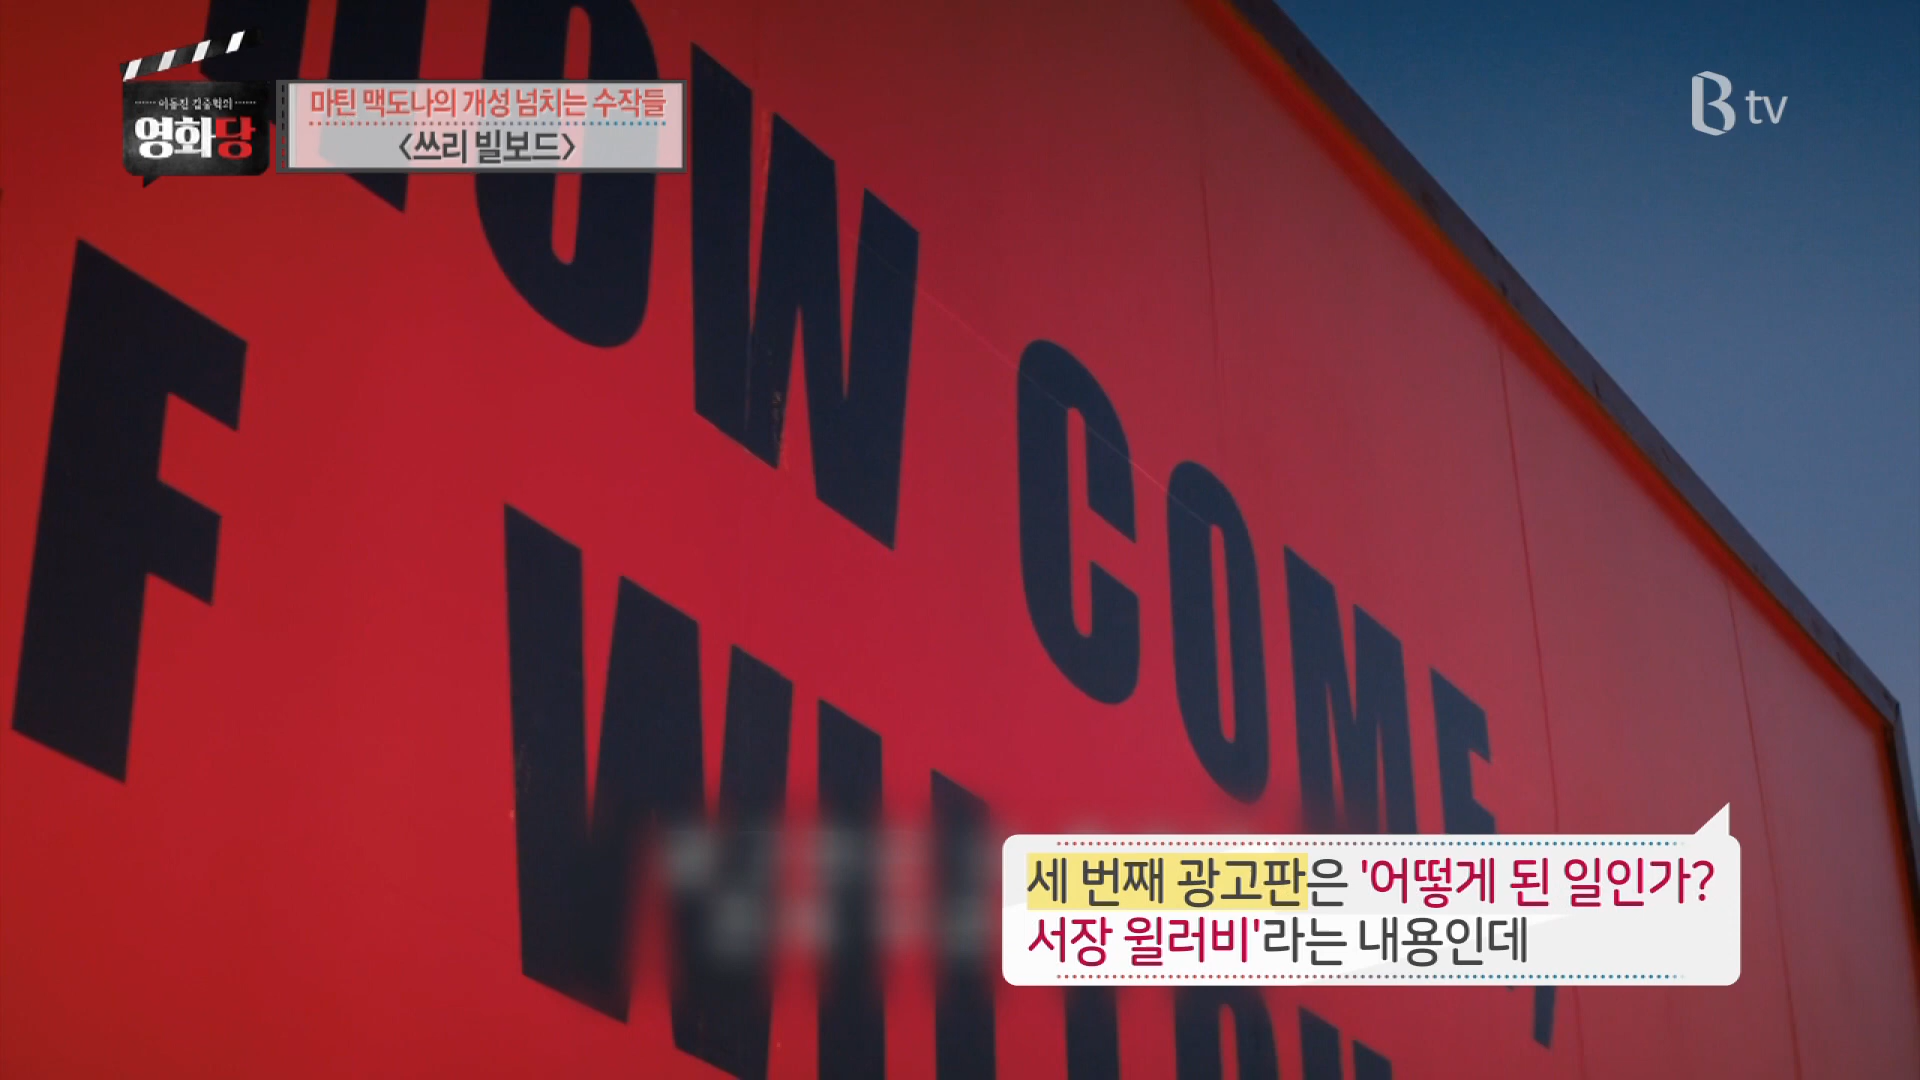 이동진 김중혁의
영화당
마틴 맥도나의 개성 넘치는 수작들
<쓰리 빌보드>
B tv
HOW COME,
F WILLOU
세 번째 광고판은 '어떻게 된 일인가?
서장 윌러비'라는 내용인데